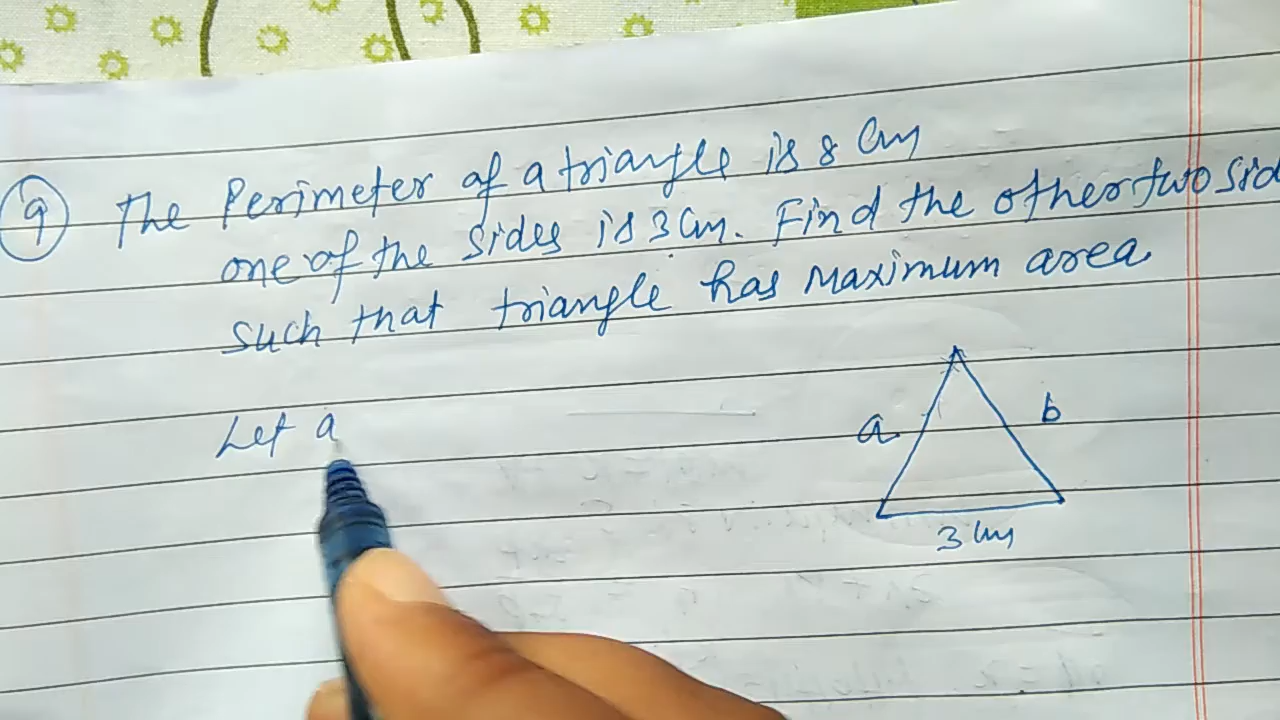 9 The Perimeter of a triangle is 8 Cm
one of the sides is 3 Cm. Find the other two sid
such that triangle has maximum area
Let a
a
b
3 Cm